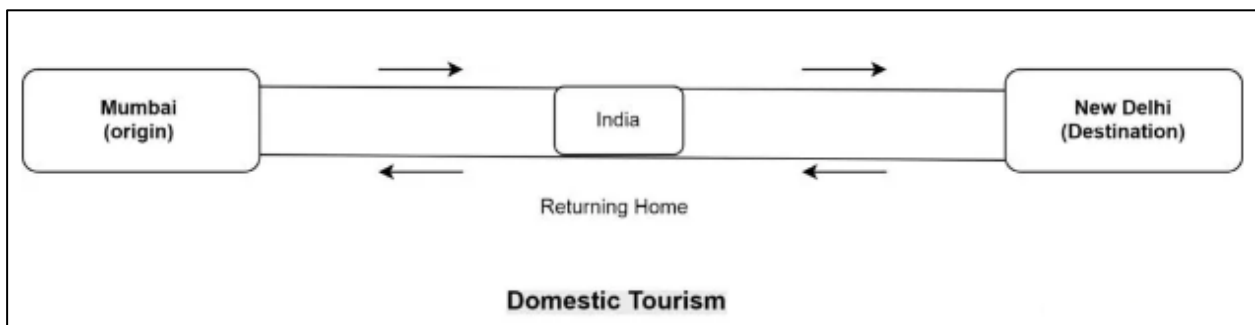 Mumbai
(origin)
India
New Delhi
(Destination)
Returning Home
Domestic Tourism